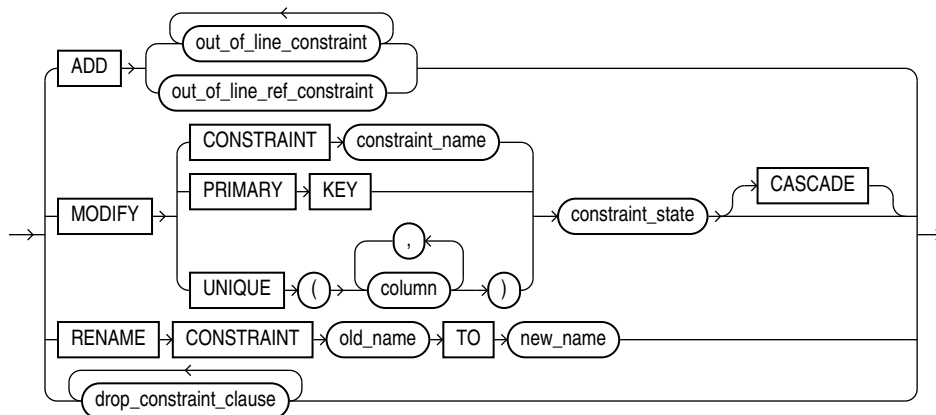 out_of_line_constraint
ADD
out_of_line_ref_constraint
CONSTRAINT constraint_name
PRIMARY KEY
CASCADE
MODIFY
constraint_state
,
UNIQUE ( column )
RENAME CONSTRAINT old_name TO new_name
drop_constraint_clause